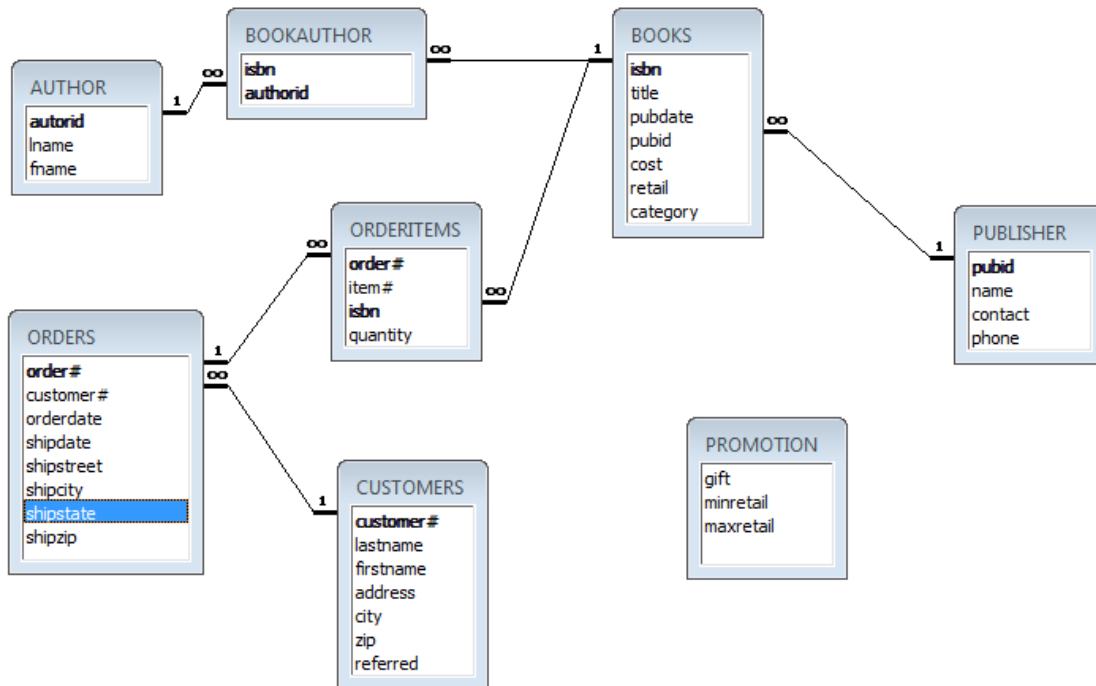 AUTHOR
autorid
lname
fname
1
∞
BOOKAUTHOR
isbn
authorid
∞
1
BOOKS
isbn
title
pubdate
pubid
cost
retail
category
∞
1
PUBLISHER
pubid
name
contact
phone
ORDERITEMS
order#
item#
isbn
quantity
∞
∞
ORDERS
order#
customer#
orderdate
shipdate
shipstreet
shipcity
shipstate
shipzip
1
∞
1
CUSTOMERS
customer#
lastname
firstname
address
city
zip
referred
PROMOTION
gift
minretail
maxretail